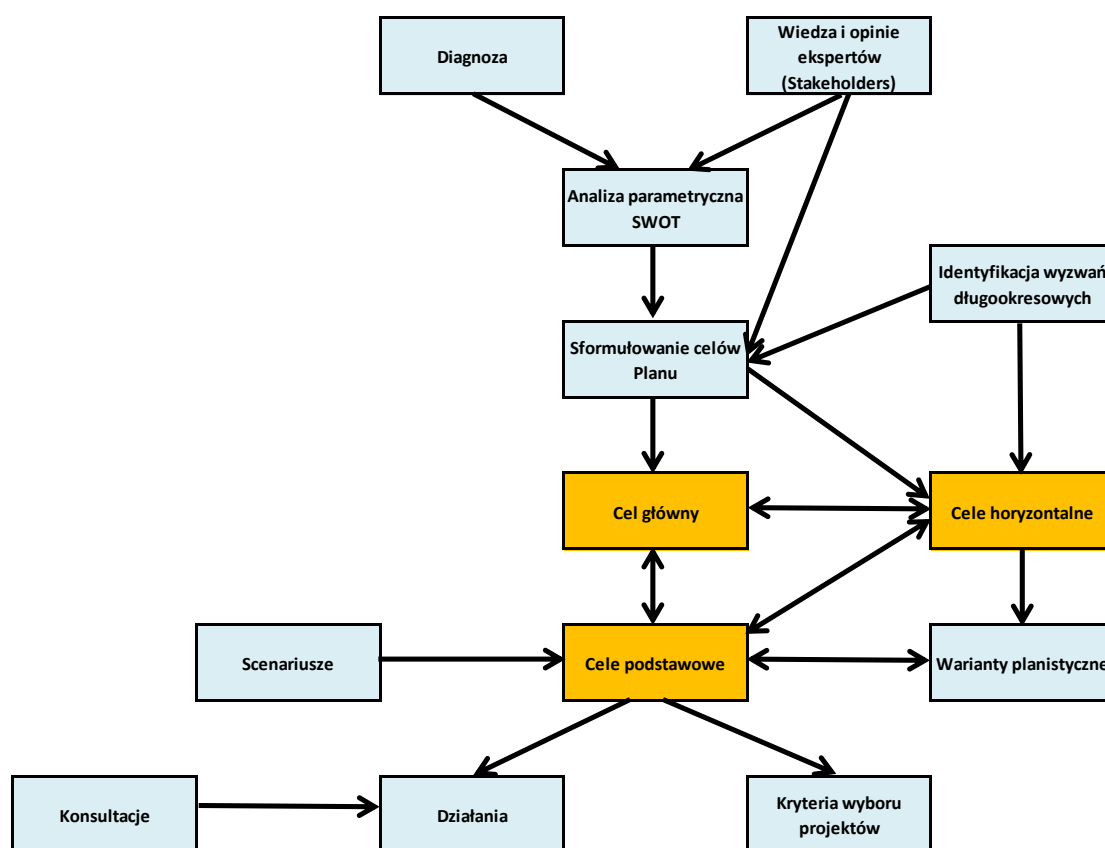 Diagnoza
Wiedza i opinie
ekspertów
(Stakeholders)
Analiza parametryczna
SWOT
Identyfikacja wyzwań
długookresowych
Sformułowanie celów
Planu
Cel główny
Cele horyzontalne
Scenariusze
Cele podstawowe
Warianty planistyczne
Konsultacje
Działania
Kryteria wyboru
projektów